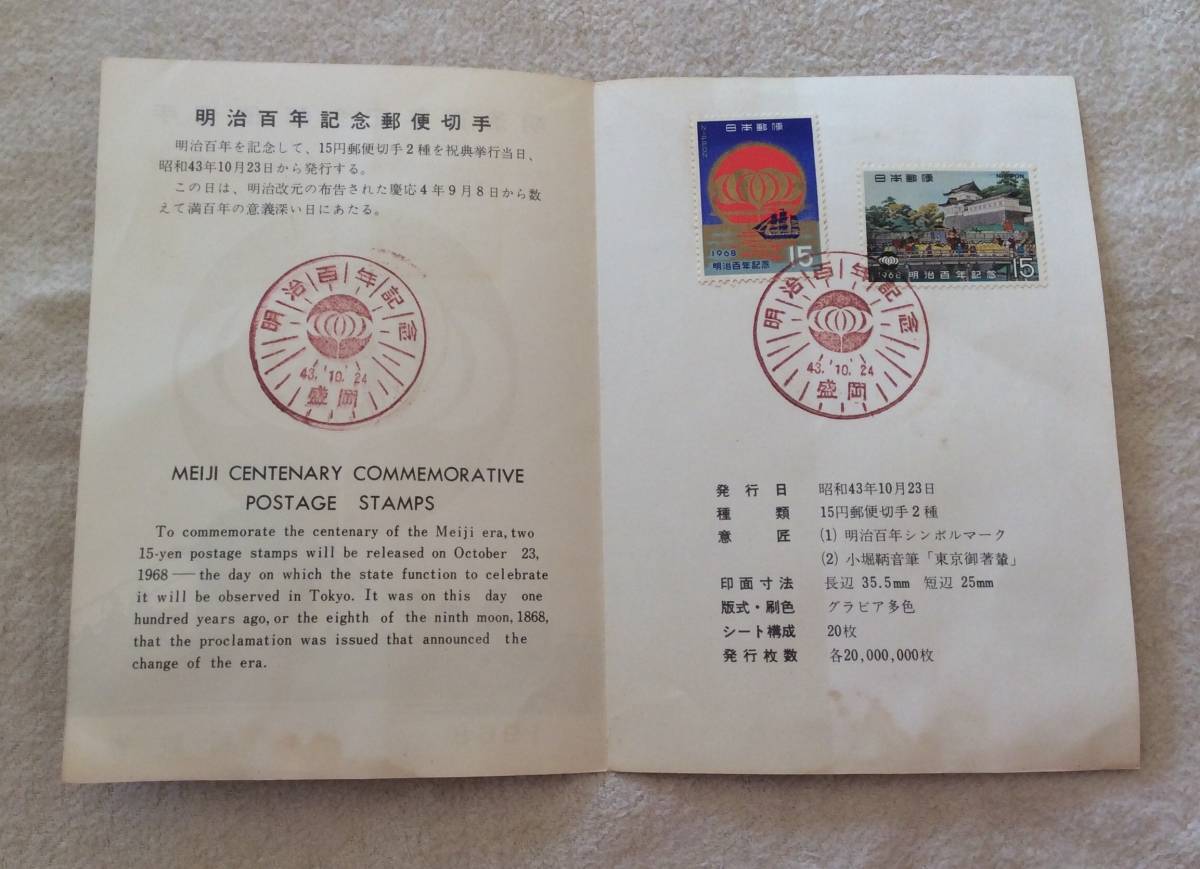 明治百年記念郵便切手
明治百年を記念して、15円郵便切手2種を祝典挙行当日、
昭和43年10月23日から発行する。
この日は、明治改元の布告された慶応4年9月8日から数
えて満百年の意義深い日にあたる。
明治百年記念
43.10.24
盛岡
MEIJI CENTENARY COMMEMORATIVE
POSTAGE STAMPS
To commemorate the centenary of the Meiji era, two
15-yen postage stamps will be released on October 23,
1968 — the day on which the state function to celebrate
it will be observed in Tokyo. It was on this day one
hundred years ago, or the eighth of the ninth moon, 1868,
that the proclamation was issued that announced the
change of the era.
日本郵便
NIPPON
1968
15
明治百年記念
日本郵便
NIPPON
1968 明治百年記念
15
明治百年記念
43.10.24
盛岡
発行日 昭和43年10月23日
種類 15円郵便切手2種
意匠 (1) 明治百年シンボルマーク
(2) 小堀鞆音筆「東京御著輦」
印面寸法 長辺 35.5mm 短辺 25mm
版式・刷色 グラビア多色
シート構成 20枚
発行枚数 各20,000,000枚